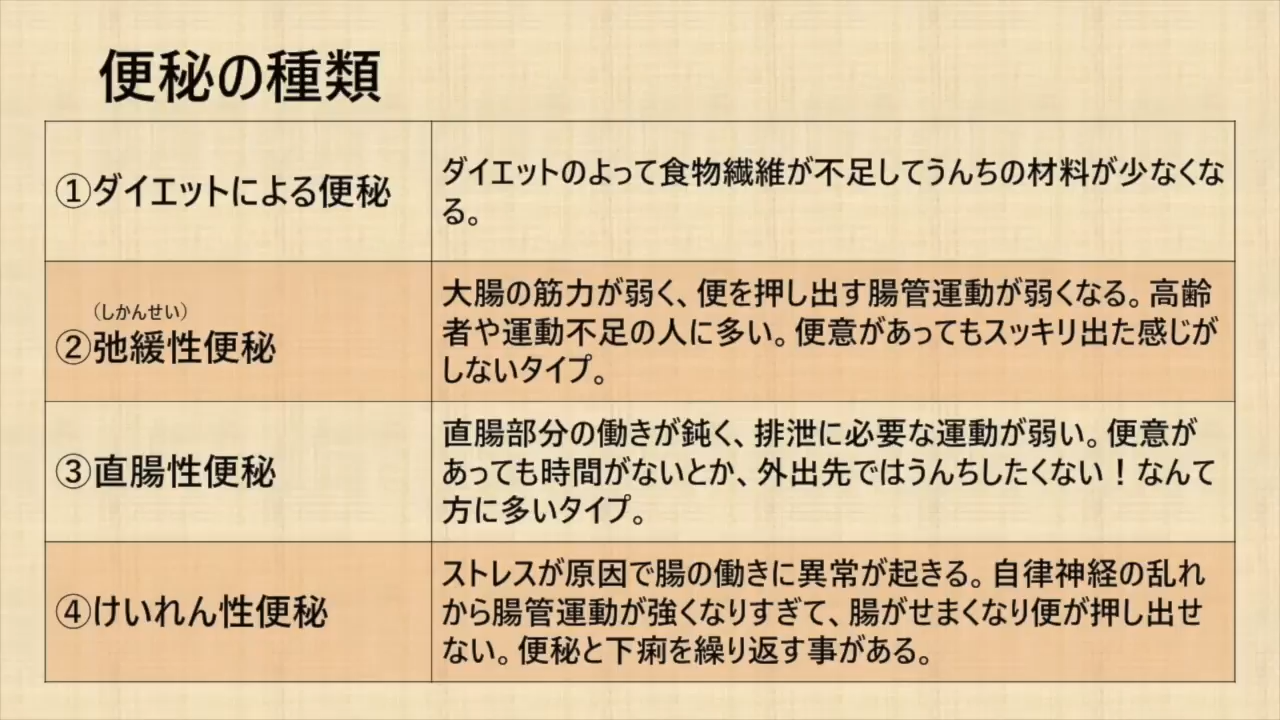 便秘の種類
①ダイエットによる便秘
ダイエットのよって食物繊維が不足してうんちの材料が少なくな
る。
（しかんせい）
②弛緩性便秘
大腸の筋力が弱く、便を押し出す腸管運動が弱くなる。高齢
者や運動不足の人に多い。便意があってもスッキリ出た感じが
しないタイプ。
③直腸性便秘
直腸部分の働きが鈍く、排泄に必要な運動が弱い。便意が
あっても時間がないとか、外出先ではうんちしたくない！なんて
方に多いタイプ。
④けいれん性便秘
ストレスが原因で腸の働きに異常が起きる。自律神経の乱れ
から腸管運動が強くなりすぎて、腸がせまくなり便が押し出せ
ない。便秘と下痢を繰り返す事がある。